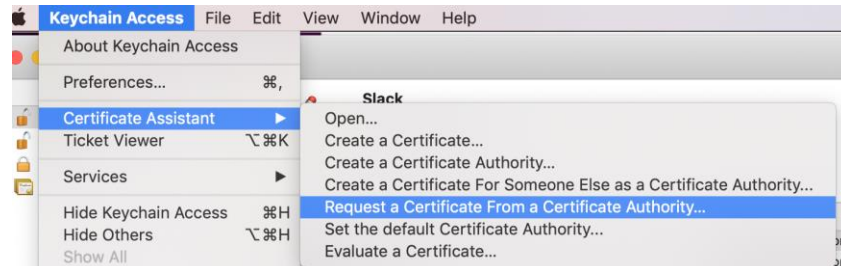 Keychain Access File Edit View Window Help
About Keychain Access
Preferences... ⌘,
Slack
Certificate Assistant ▶
Ticket Viewer ⌥⌘K
Services ▶
Hide Keychain Access ⌘H
Hide Others ⌥⌘H
Show All
Open...
Create a Certificate...
Create a Certificate Authority...
Create a Certificate For Someone Else as a Certificate Authority...
Request a Certificate From a Certificate Authority...
Set the default Certificate Authority...
Evaluate a Certificate...